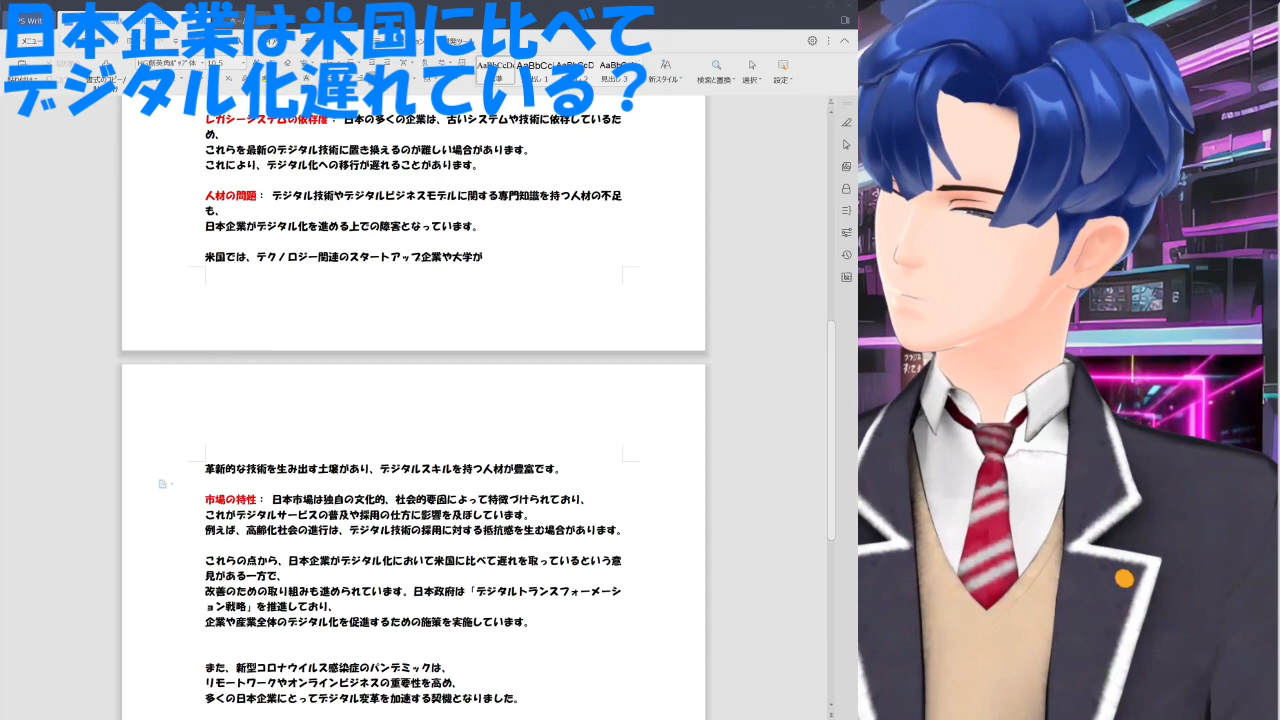 日本企業は米国に比べて
デジタル化遅れている？
レガシーシステムの依存度： 日本の多くの企業は、古いシステムや技術に依存しているた
め、
これらを最新のデジタル技術に置き換えるのが難しい場合があります。
これにより、デジタル化への移行が遅れることがあります。
人材の問題： デジタル技術やデジタルビジネスモデルに関する専門知識を持つ人材の不足
も、
日本企業がデジタル化を進める上での障害となっています。
米国では、テクノロジー関連のスタートアップ企業や大学が
革新的な技術を生み出す土壌があり、デジタルスキルを持つ人材が豊富です。
市場の特性： 日本市場は独自の文化的、社会的要因によって特徴づけられており、
これがデジタルサービスの普及や採用の仕方に影響を及ぼしています。
例えば、高齢化社会の進行は、デジタル技術の採用に対する抵抗感を生む場合があります。
これらの点から、日本企業がデジタル化において米国に比べて遅れを取っているという意
見がある一方で、
改善のための取り組みも進められています。日本政府は「デジタルトランスフォーメーシ
ョン戦略」を推進しており、
企業や産業全体のデジタル化を促進するための施策を実施しています。
また、新型コロナウイルス感染症のパンデミックは、
リモートワークやオンラインビジネスの重要性を高め、
多くの日本企業にとってデジタル変革を加速する契機となりました。
新スタイル
検索と置換
選択
設定